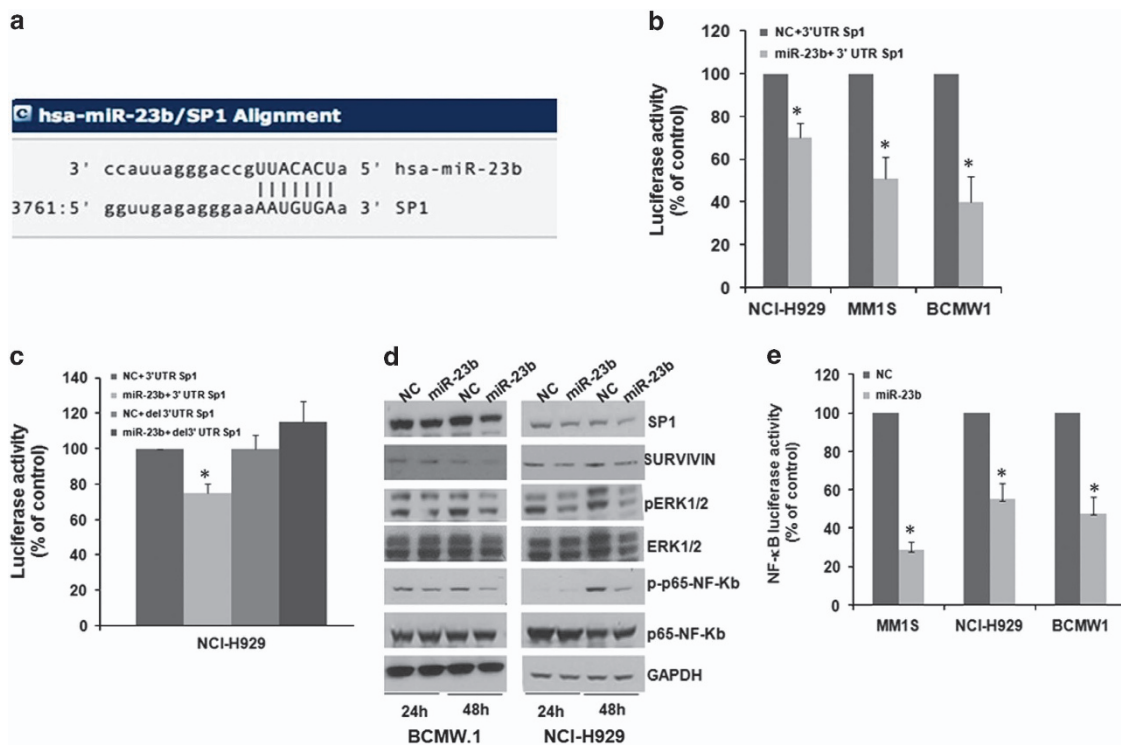 a
hsa-miR-23b/SP1 Alignment
3' ccauuagggaccgUUACACUa 5' hsa-miR-23b
3761:5' gguugagagggaaAAUGUGAa 3' SP1
b
NC+3'UTR Sp1
miR-23b+ 3' UTR Sp1
Luciferase activity
(% of control)
120
100
80
60
40
20
0
*
*
*
NCI-H929 MM1S BCMW1
c
NC+3'UTR Sp1
miR-23b+3' UTR Sp1
NC+del 3'UTR Sp1
miR-23b+del3' UTR Sp1
Luciferase activity
(% of control)
140
120
100
80
60
40
20
0
*
NCI-H929
d
NC miR-23b NC miR-23b NC miR-23b NC miR-23b
SP1
SURVIVIN
pERK1/2
ERK1/2
p-p65-NF-Kb
p65-NF-Kb
GAPDH
24h 48h 24h 48h
BCMW.1 NCI-H929
e
NC
miR-23b
NF-κB luciferase activity
(% of control)
120
100
80
60
40
20
0
*
*
*
MM1S NCI-H929 BCMW1